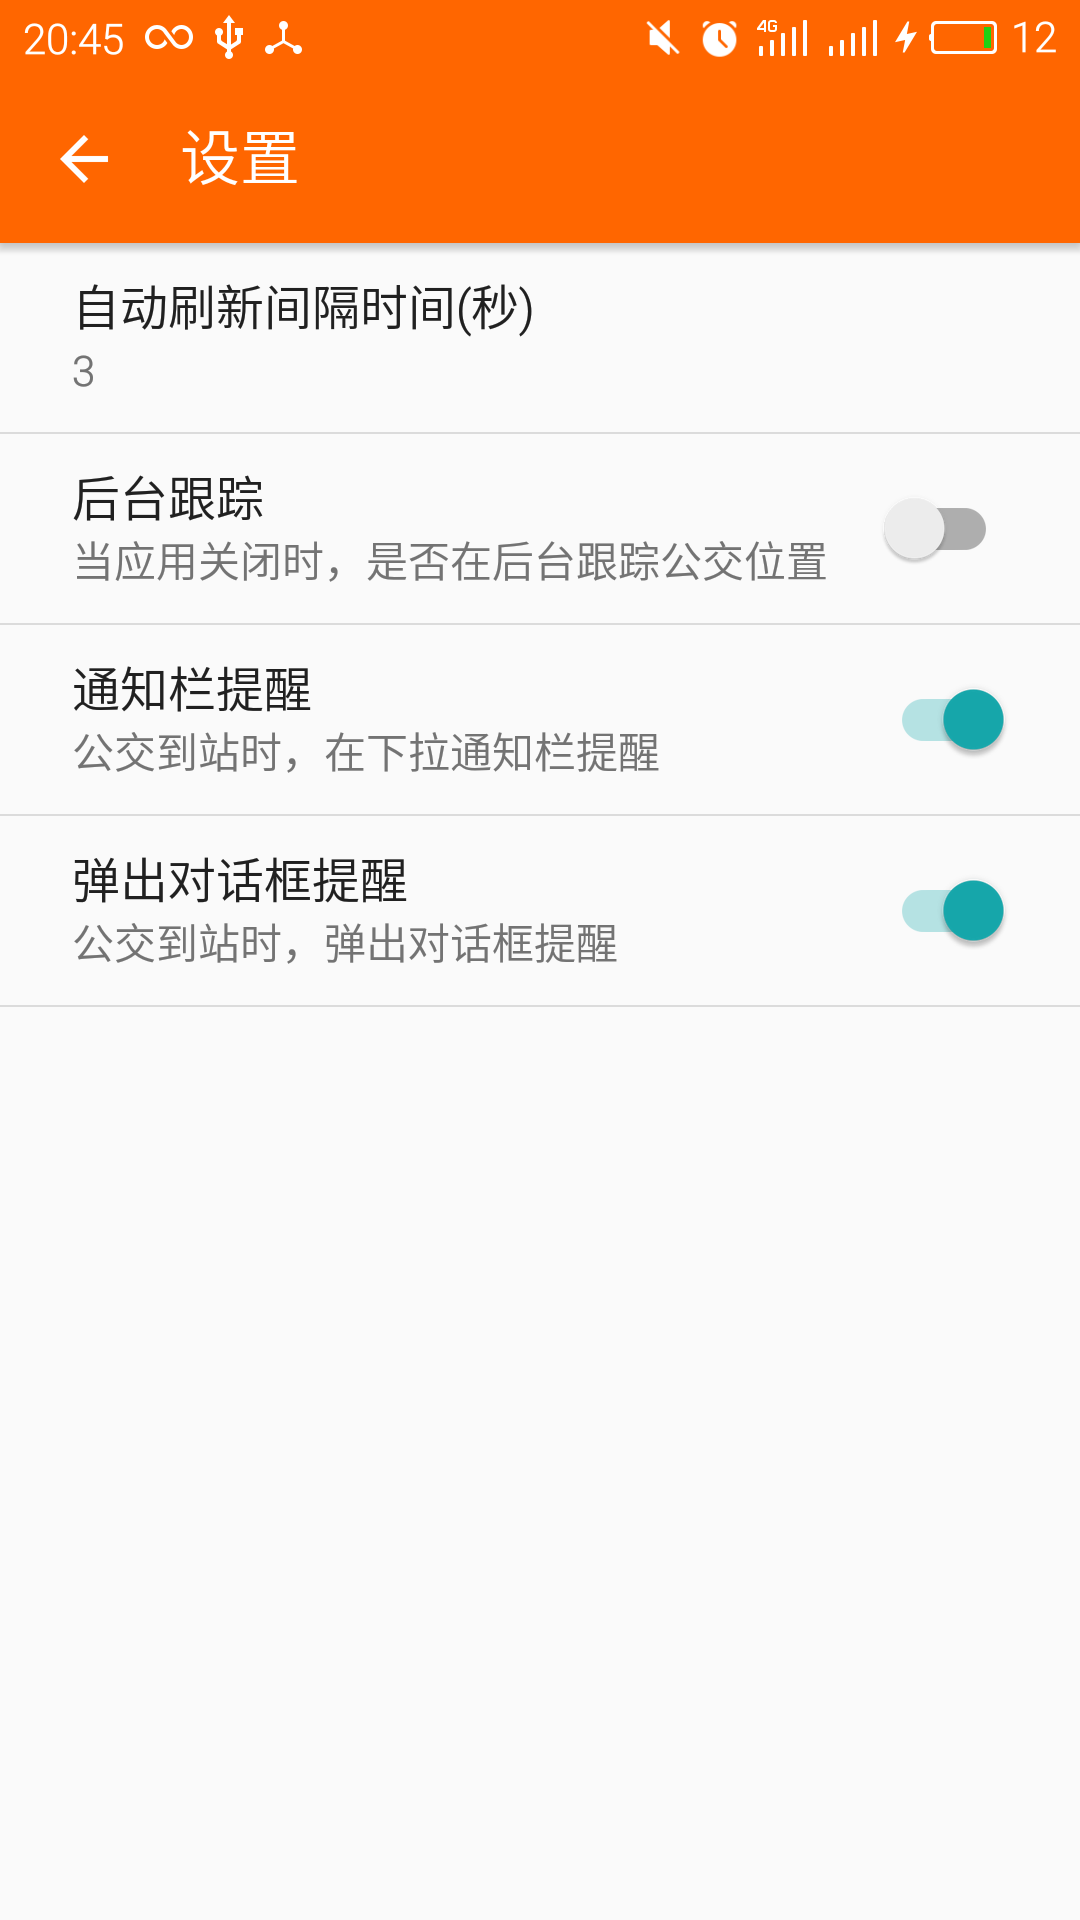 20:45 4G 12
设置
自动刷新间隔时间(秒)
3
后台跟踪
当应用关闭时，是否在后台跟踪公交位置
通知栏提醒
公交到站时，在下拉通知栏提醒
弹出对话框提醒
公交到站时，弹出对话框提醒